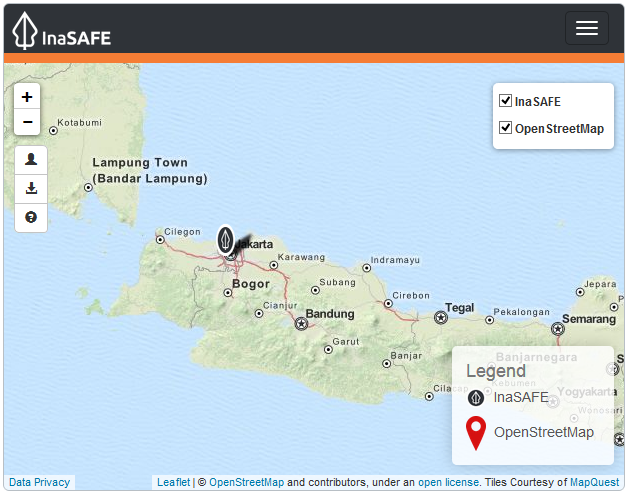 InaSAFE
+
−
InaSAFE
OpenStreetMap
Kotabumi
Lampung Town
(Bandar Lampung)
Cilegon
Jakarta
Karawang
Indramayu
Bogor
Subang
Jepara
Cianjur
Cirebon
Bandung
Tegal
Pekalongan
Semarang
Garut
Banjar
Banjarnegara
Cilacap
Kebumen
Yogyakarta
Wonosari
Legend
InaSAFE
OpenStreetMap
Data Privacy
Leaflet | © OpenStreetMap and contributors, under an open license. Tiles Courtesy of MapQuest